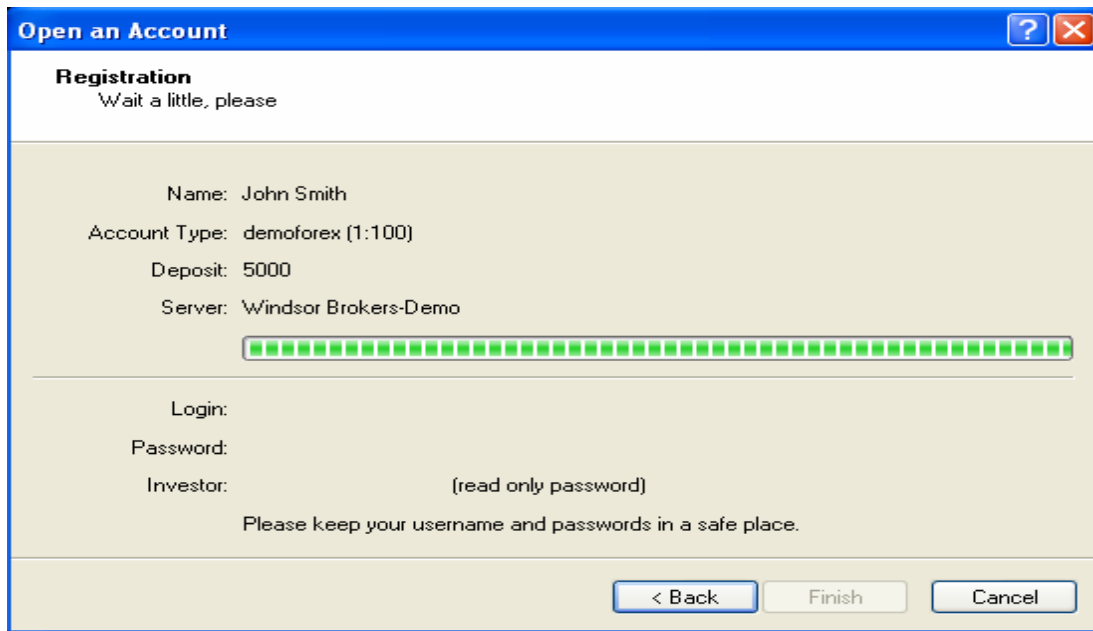 Open an Account
?
Registration
Wait a little, please
Name: John Smith
Account Type: demoforex (1:100)
Deposit: 5000
Server: Windsor Brokers-Demo
Login:
Password:
Investor: (read only password)
Please keep your username and passwords in a safe place.
< Back Finish Cancel